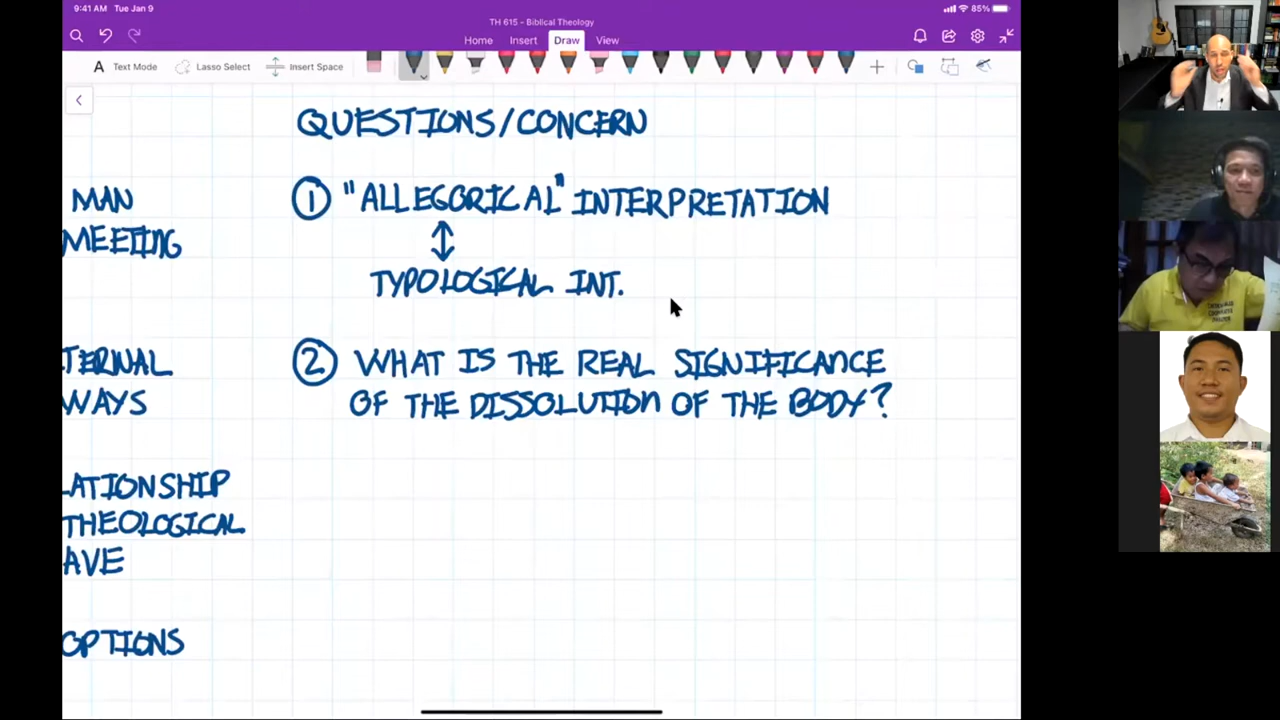 9:41 AM Tue Jan 9
85%
TH 615 - Biblical Theology
Home Insert Draw View
A Text Mode Lasso Select Insert Space
QUESTIONS/CONCERN
MAN
MEETING
① "ALLEGORICAL" INTERPRETATION
TYPOLOGICAL INT.
TERNAL
WAYS
② WHAT IS THE REAL SIGNIFICANCE
OF THE DISSOLUTION OF THE BODY?
LATIONSHIP
THEOLOGICAL
AVE
OPTIONS